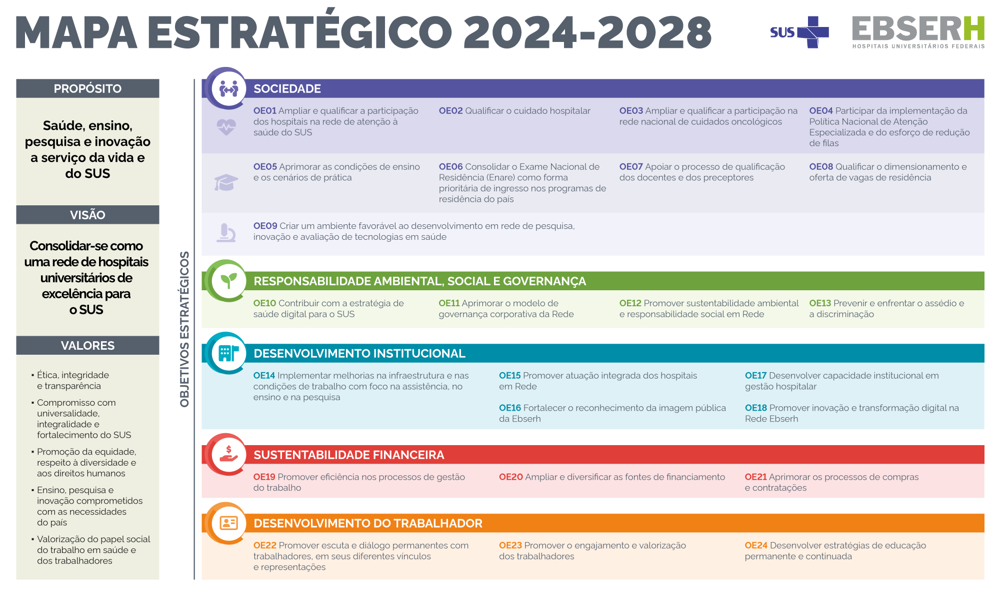 MAPA ESTRATÉGICO 2024-2028
SUS
EBSERH
HOSPITAIS UNIVERSITÁRIOS FEDERAIS
PROPÓSITO
Saúde, ensino,
pesquisa e inovação
a serviço da vida e
do SUS
VISÃO
Consolidar-se como
uma rede de hospitais
universitários de
excelência para
o SUS
VALORES
▪ Ética, integridade
e transparência
▪ Compromisso com
universalidade,
integralidade e
fortalecimento do SUS
▪ Promoção da equidade,
respeito à diversidade e
aos direitos humanos
▪ Ensino, pesquisa e
inovação comprometidos
com as necessidades
do país
▪ Valorização do papel social
do trabalho em saúde e
dos trabalhadores
OBJETIVOS ESTRATÉGICOS
SOCIEDADE
OE01 Ampliar e qualificar a participação
dos hospitais na rede de atenção à
saúde do SUS
OE02 Qualificar o cuidado hospitalar
OE03 Ampliar e qualificar a participação na
rede nacional de cuidados oncológicos
OE04 Participar da implementação da
Política Nacional de Atenção
Especializada e do esforço de redução
de filas
OE05 Aprimorar as condições de ensino
e os cenários de prática
OE06 Consolidar o Exame Nacional de
Residência (Enare) como forma
prioritária de ingresso nos programas de
residência do país
OE07 Apoiar o processo de qualificação
dos docentes e dos preceptores
OE08 Qualificar o dimensionamento e
oferta de vagas de residência
OE09 Criar um ambiente favorável ao desenvolvimento em rede de pesquisa,
inovação e avaliação de tecnologias em saúde
RESPONSABILIDADE AMBIENTAL, SOCIAL E GOVERNANÇA
OE10 Contribuir com a estratégia de
saúde digital para o SUS
OE11 Aprimorar o modelo de
governança corporativa da Rede
OE12 Promover sustentabilidade ambiental
e responsabilidade social em Rede
OE13 Prevenir e enfrentar o assédio e
a discriminação
DESENVOLVIMENTO INSTITUCIONAL
OE14 Implementar melhorias na infraestrutura e nas
condições de trabalho com foco na assistência, no
ensino e na pesquisa
OE15 Promover atuação integrada dos hospitais
em Rede
OE16 Fortalecer o reconhecimento da imagem pública
da Ebserh
OE17 Desenvolver capacidade institucional em
gestão hospitalar
OE18 Promover inovação e transformação digital na
Rede Ebserh
SUSTENTABILIDADE FINANCEIRA
OE19 Promover eficiência nos processos de gestão
do trabalho
OE20 Ampliar e diversificar as fontes de financiamento
OE21 Aprimorar os processos de compras
e contratações
DESENVOLVIMENTO DO TRABALHADOR
OE22 Promover escuta e diálogo permanentes com
trabalhadores, em seus diferentes vínculos
e representações
OE23 Promover o engajamento e valorização
dos trabalhadores
OE24 Desenvolver estratégias de educação
permanente e continuada